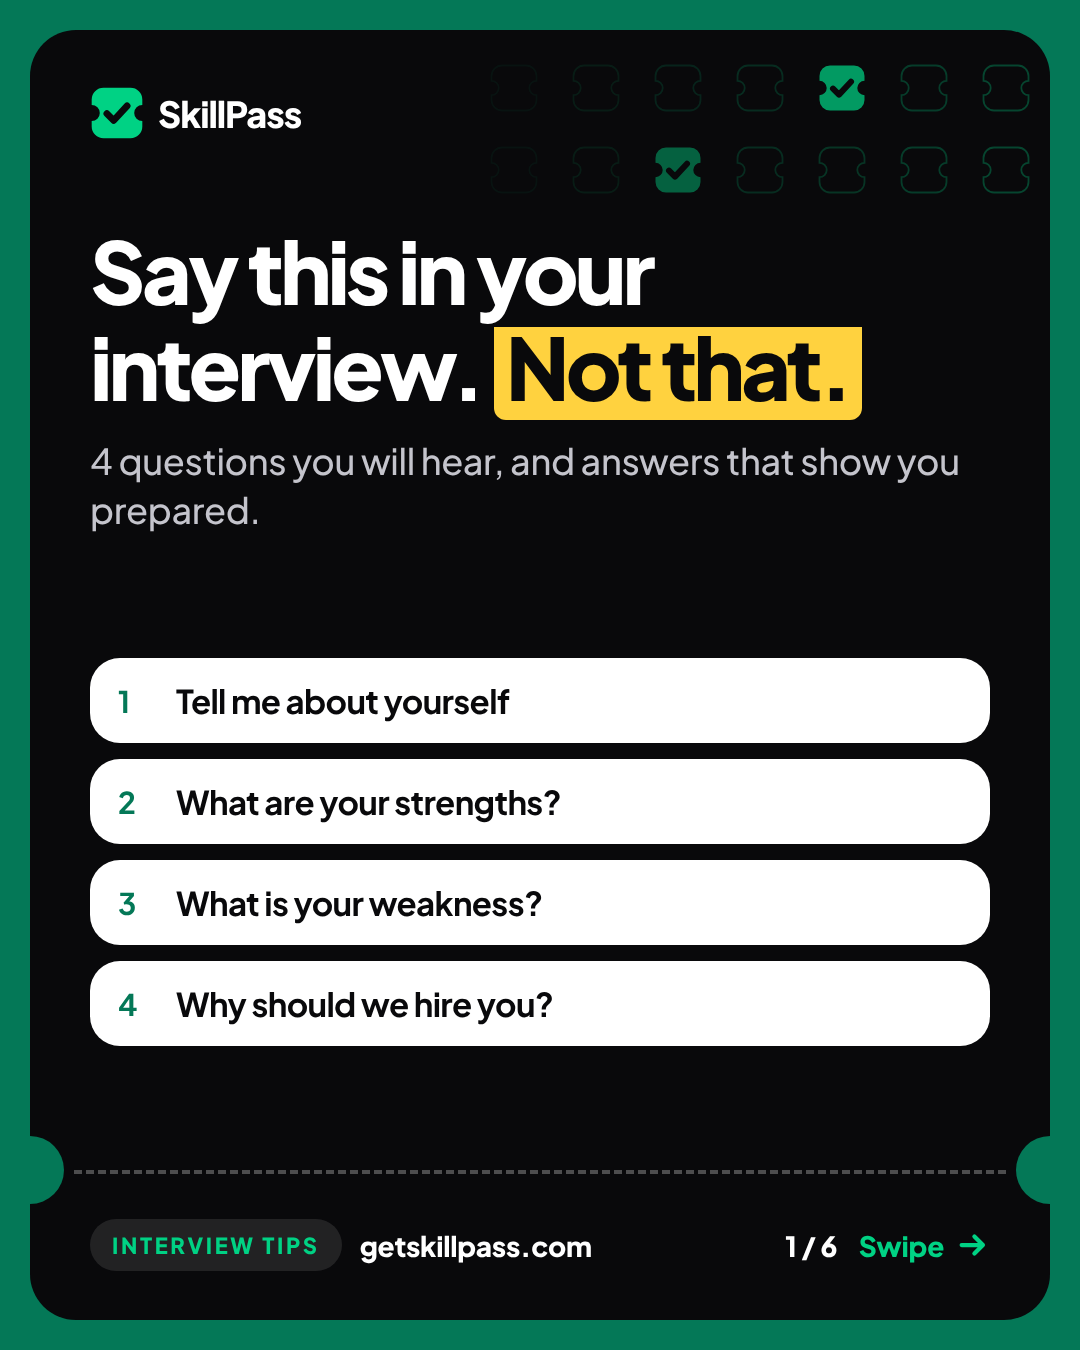 SkillPass
Say this in your
interview. Not that.
4 questions you will hear, and answers that show you
prepared.
1 Tell me about yourself
2 What are your strengths?
3 What is your weakness?
4 Why should we hire you?
INTERVIEW TIPS getskillpass.com 1 / 6 Swipe →